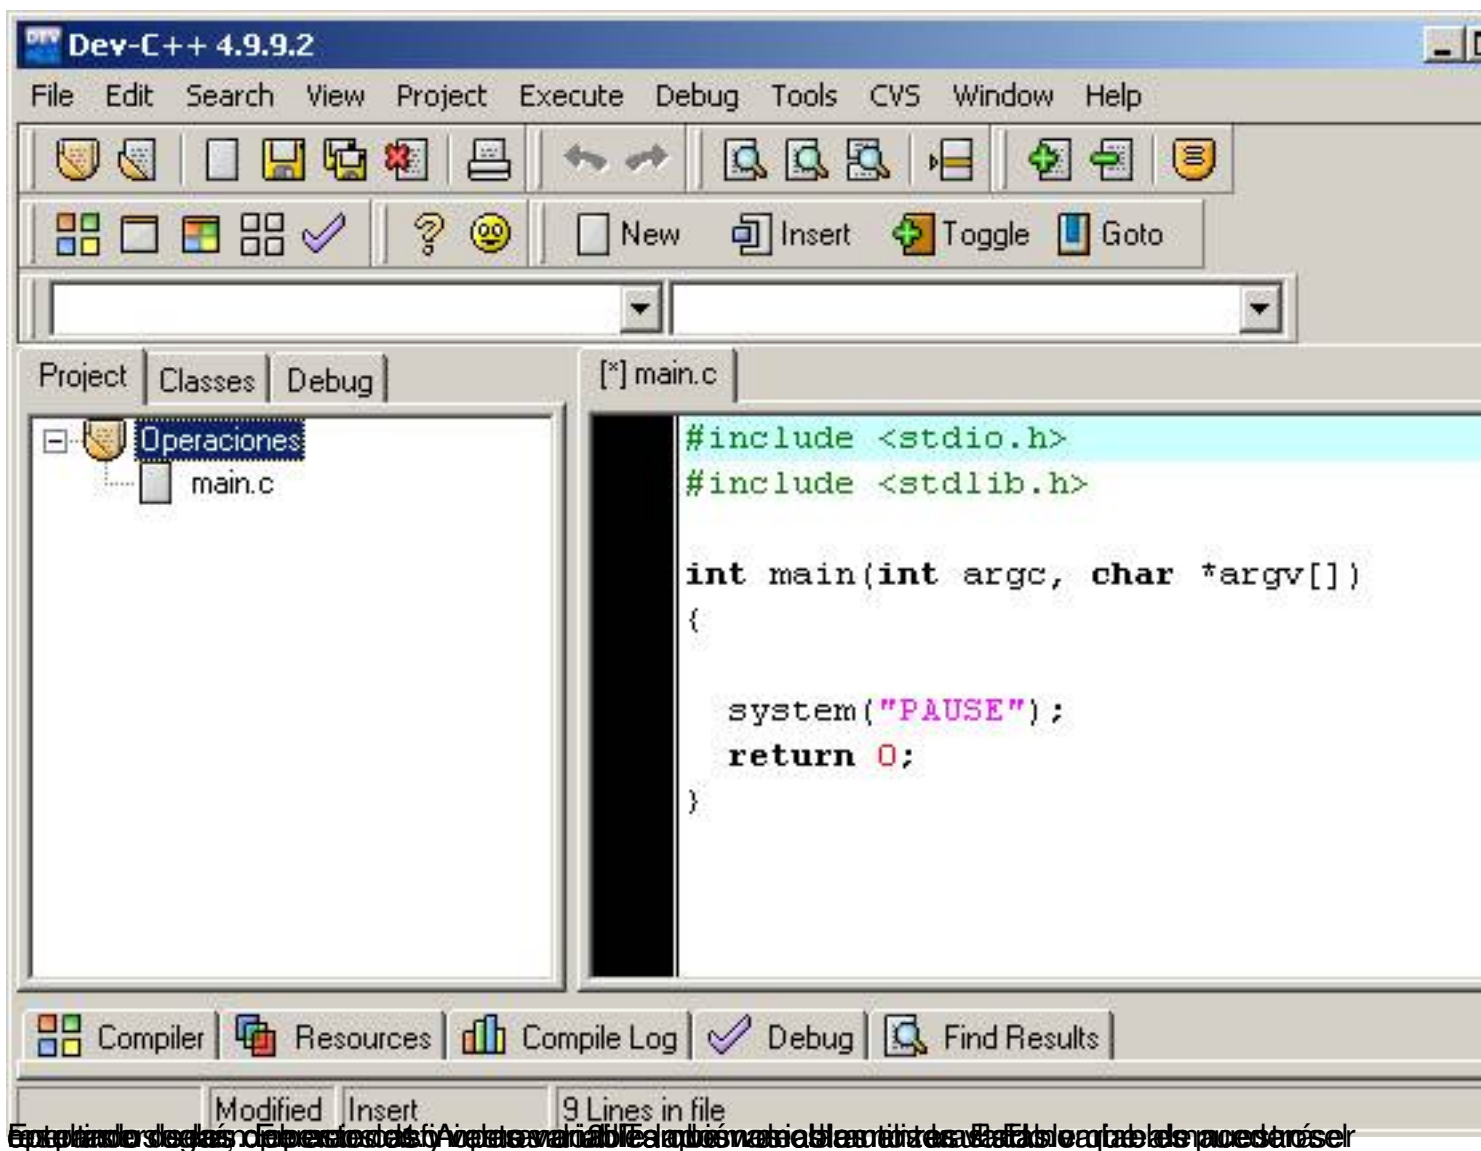 Dev-C++ 4.9.9.2
File Edit Search View Project Execute Debug Tools CVS Window Help
New Insert Toggle Goto
Project Classes Debug
[*] main.c
Operaciones
main.c
#include <stdio.h>
#include <stdlib.h>
int main(int argc, char *argv[])
{
system("PAUSE");
return 0;
}
Compiler Resources Compile Log Debug Find Results
Modified Insert 9 Lines in file